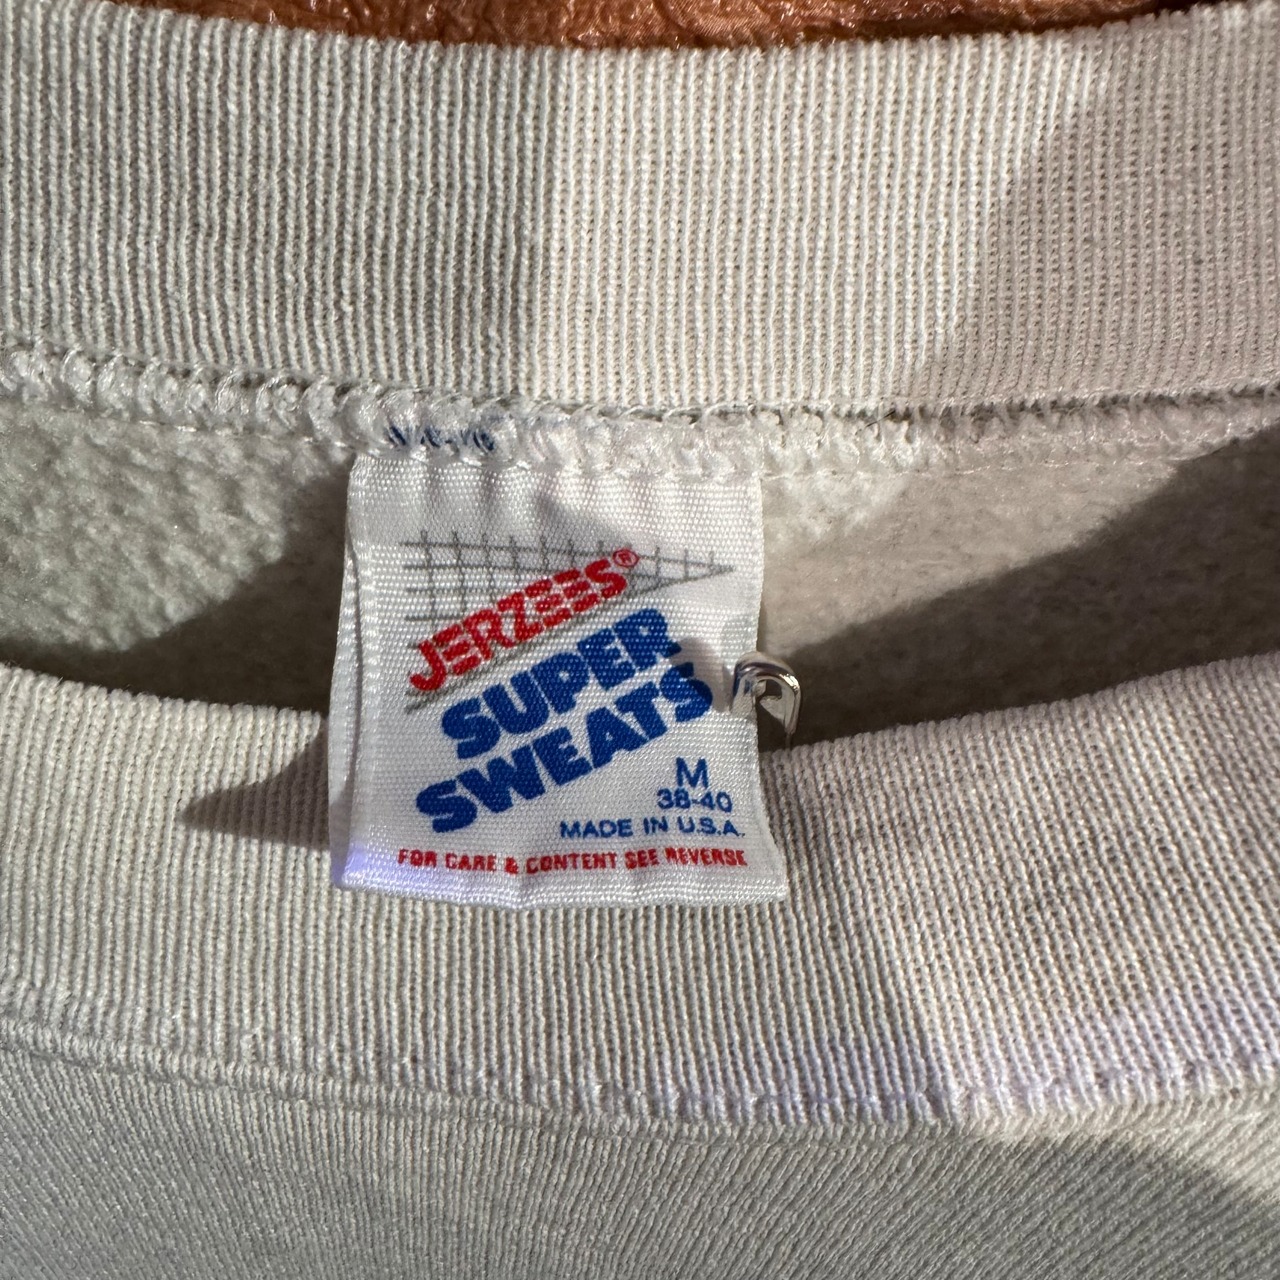 JERZEES®
SUPER
SWEATS
M
38-40
MADE IN U.S.A.
FOR CARE & CONTENT SEE REVERSE